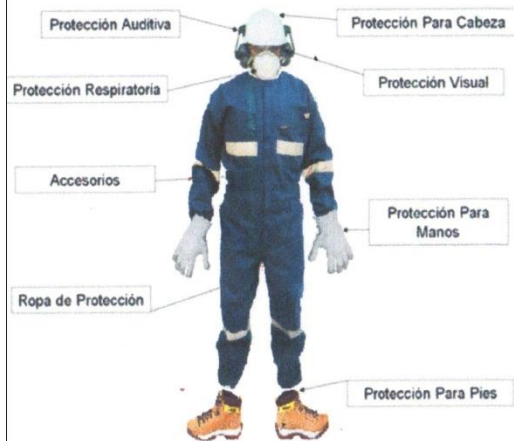 Protección Auditiva
Protección Para Cabeza
Protección Visual
Protección Respiratoria
Accesorios
Protección Para
Manos
Ropa de Protección
Protección Para Pies